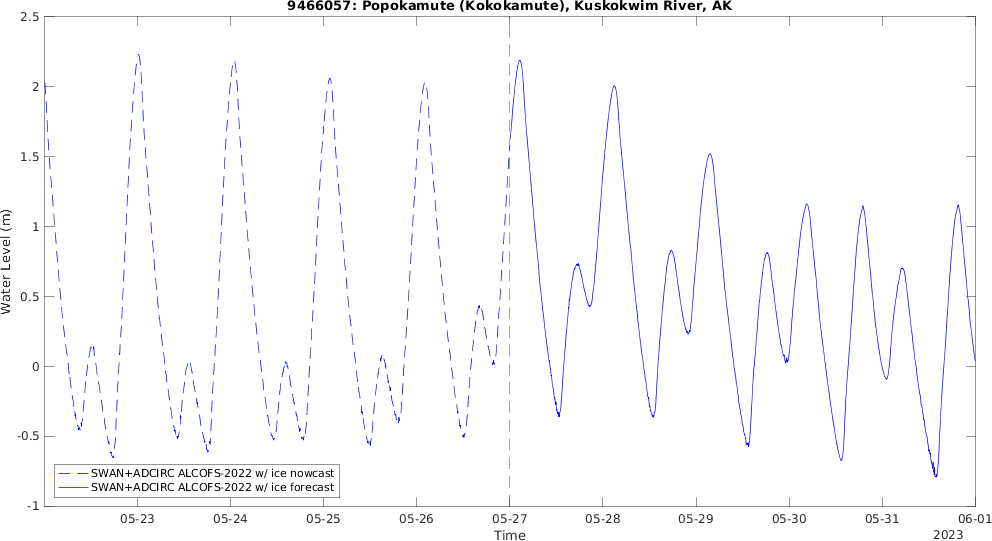 9466057: Popokamute (Kokokamute), Kuskokwim River, AK
2.5
2
1.5
1
0.5
0
-0.5
-1
Water Level (m)
SWAN+ADCIRC ALCOFS-2022 w/ ice nowcast
SWAN+ADCIRC ALCOFS-2022 w/ ice forecast
05-23 05-24 05-25 05-26 05-27 05-28 05-29 05-30 05-31 06-01
Time
2023